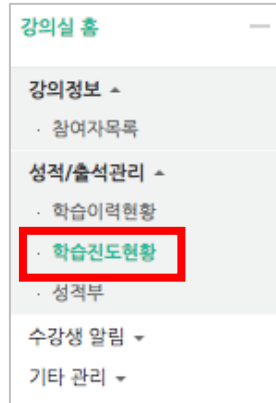 강의실 홈
강의정보 ▲
· 참여자목록
성적/출석관리 ▲
· 학습이력현황
· 학습진도현황
· 성적부
수강생 알림 ▼
기타 관리 ▼